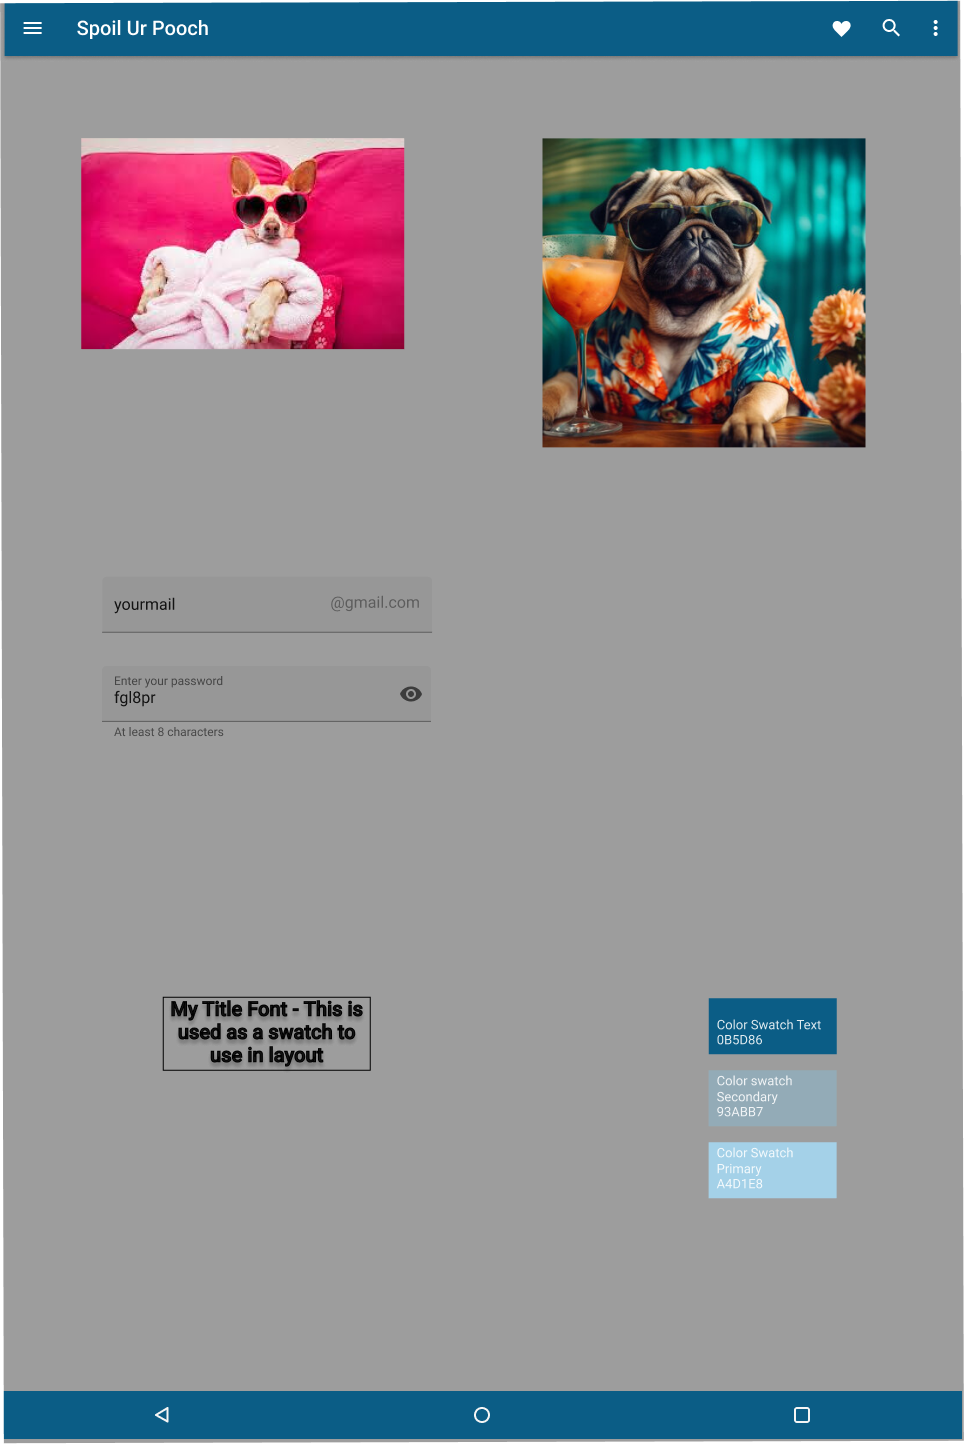 Spoil Ur Pooch
yourmail
@gmail.com
Enter your password
fgl8pr
At least 8 characters
My Title Font - This is
used as a swatch to
use in layout
Color Swatch Text
0B5D86
Color swatch
Secondary
93ABB7
Color Swatch
Primary
A4D1E8